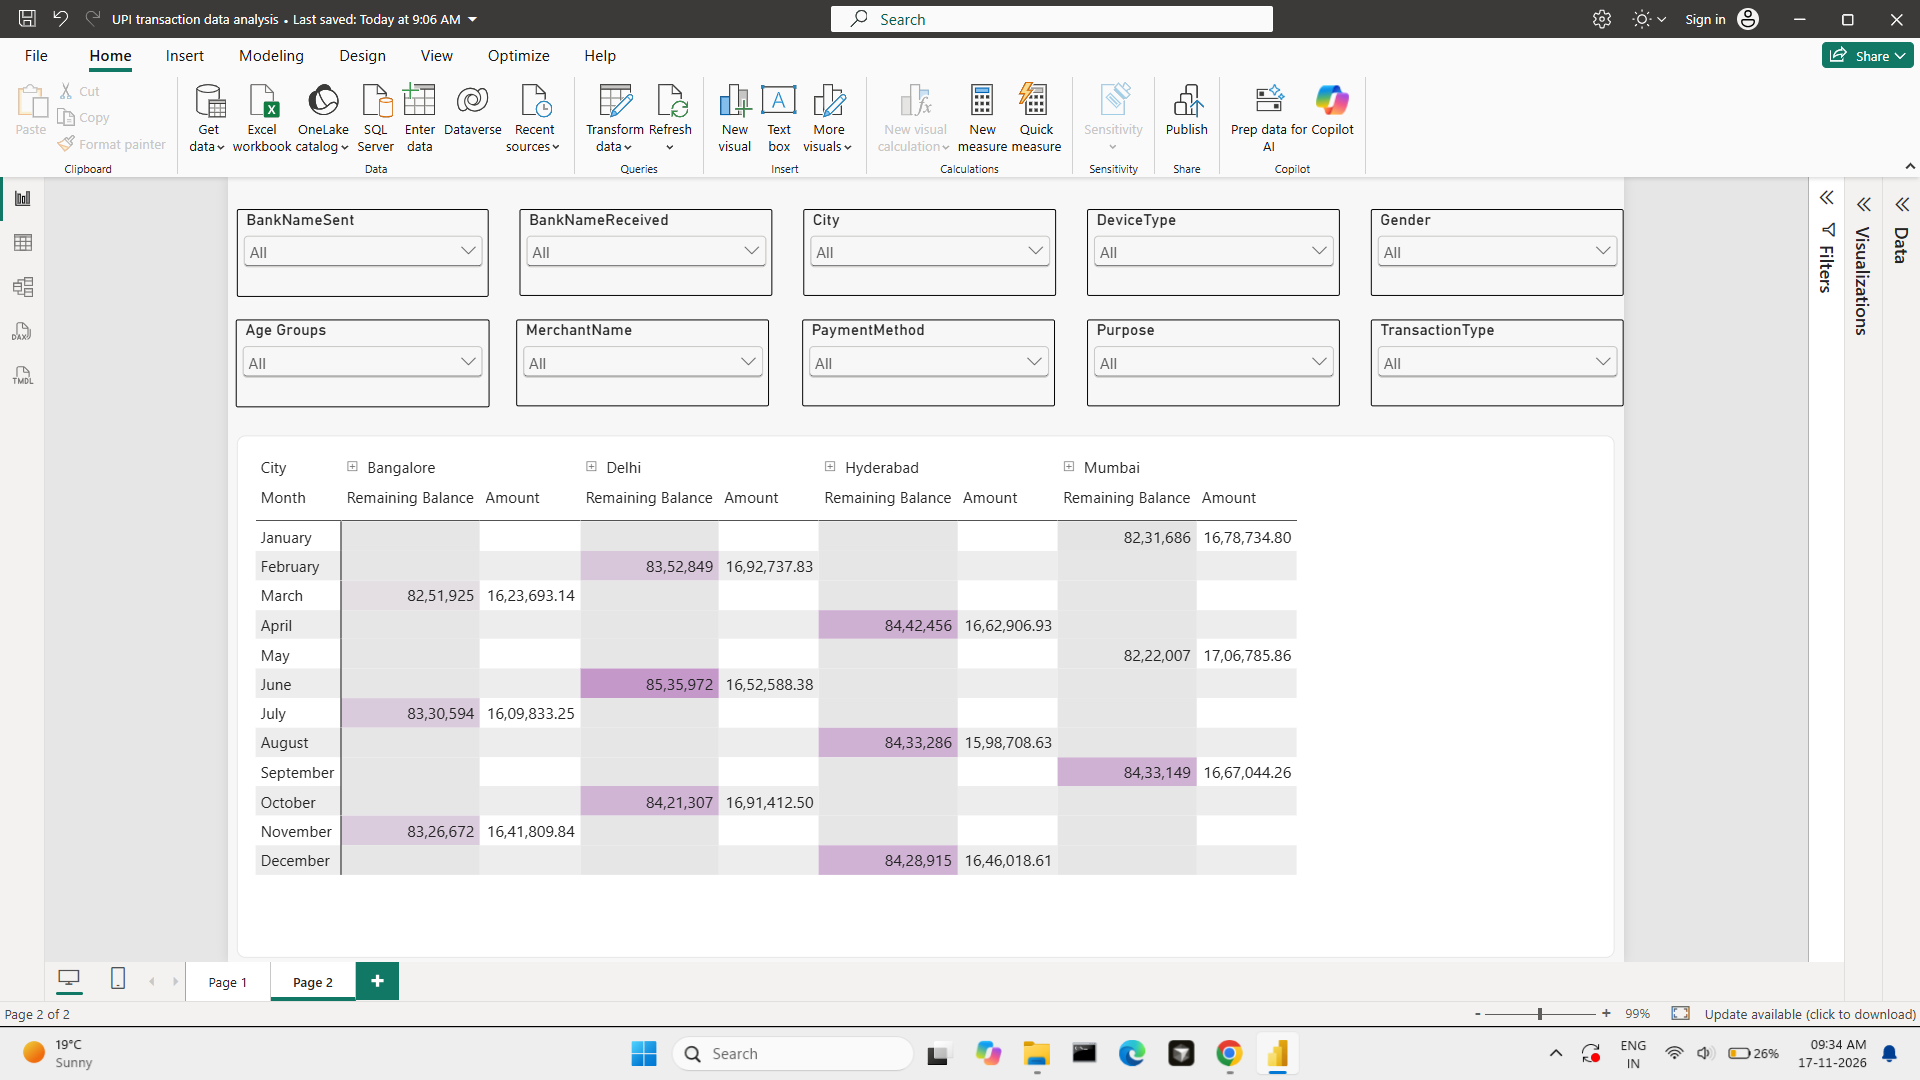 UPI transaction data analysis • Last saved: Today at 9:06 AM
Search
Sign in
File Home Insert Modeling Design View Optimize Help
Share
Paste
Cut
Copy
Format painter
Clipboard
Get data
Excel workbook
OneLake catalog
SQL Server
Enter data
Dataverse
Recent sources
Data
Transform data
Refresh
Queries
New visual
Text box
More visuals
Insert
New visual calculation
New measure
Quick measure
Calculations
Sensitivity
Sensitivity
Publish
Share
Prep data for AI
Copilot
Copilot
DAX
TMDL
BankNameSent
All
BankNameReceived
All
City
All
DeviceType
All
Gender
All
Age Groups
All
MerchantName
All
PaymentMethod
All
Purpose
All
TransactionType
All
Filters
Visualizations
Data
City Bangalore Delhi Hyderabad Mumbai
Month Remaining Balance Amount Remaining Balance Amount Remaining Balance Amount Remaining Balance Amount
January 82,31,686 16,78,734.80
February 83,52,849 16,92,737.83
March 82,51,925 16,23,693.14
April 84,42,456 16,62,906.93
May 82,22,007 17,06,785.86
June 85,35,972 16,52,588.38
July 83,30,594 16,09,833.25
August 84,33,286 15,98,708.63
September 84,33,149 16,67,044.26
October 84,21,307 16,91,412.50
November 83,26,672 16,41,809.84
December 84,28,915 16,46,018.61
Page 1
Page 2
+
Page 2 of 2
- + 99%
Update available (click to download)
19°C
Sunny
Search
ENG
IN
26%
09:34 AM
17-11-2026